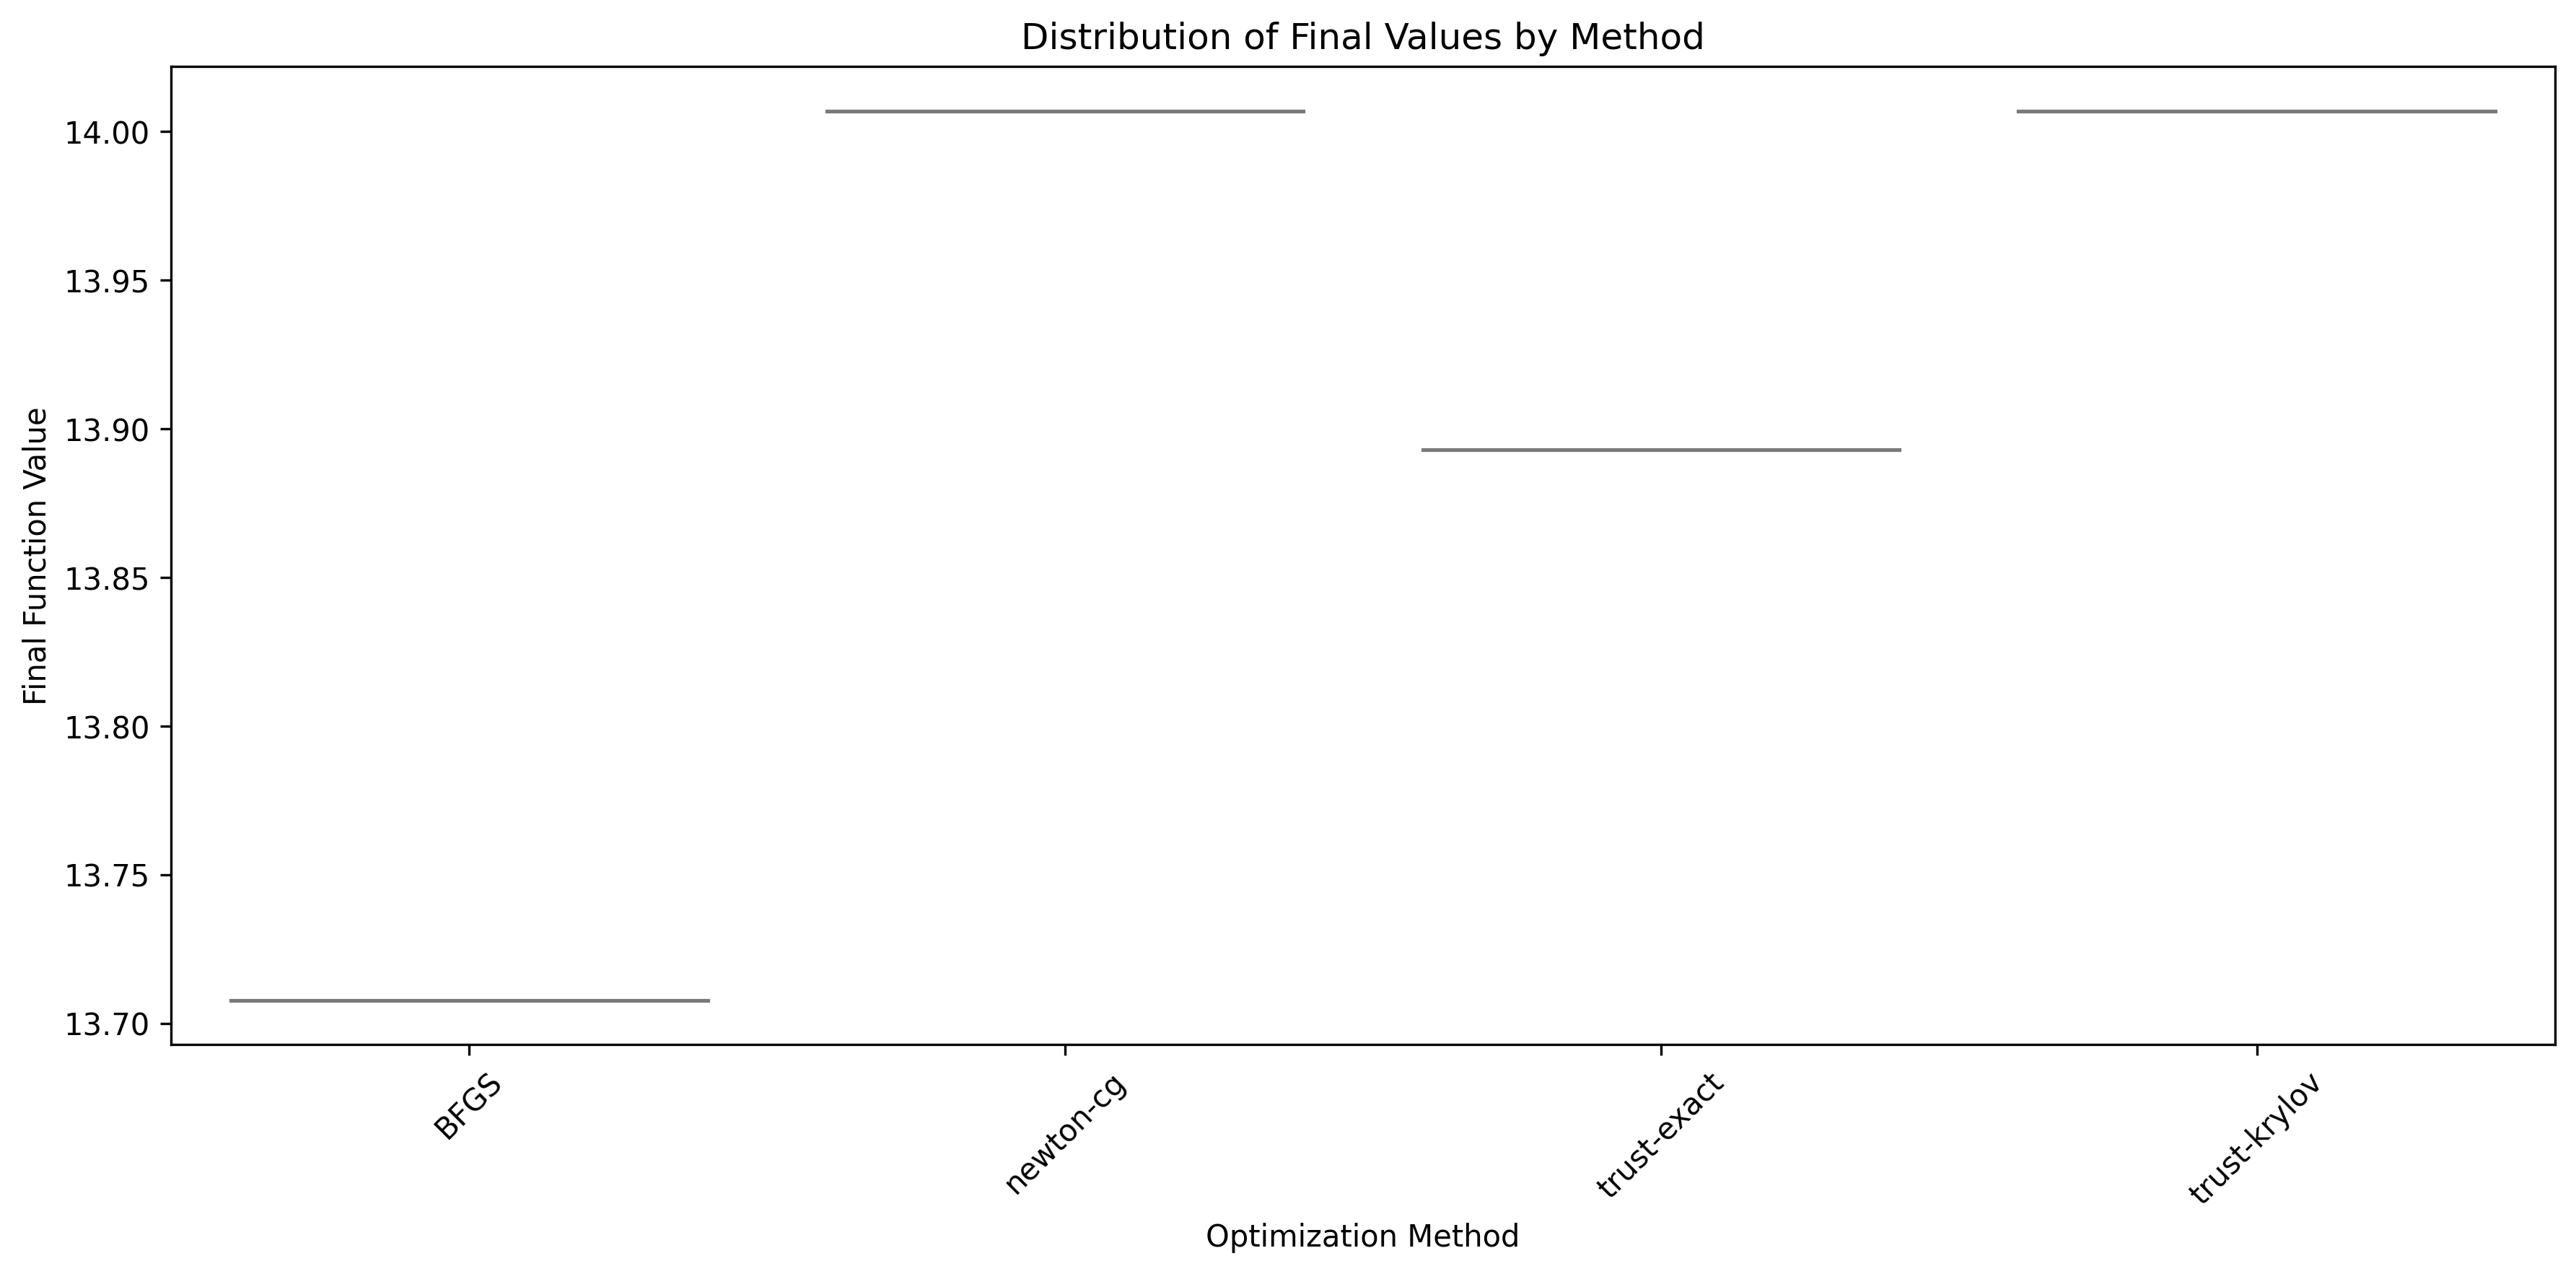 Distribution of Final Values by Method
Final Function Value
14.00
13.95
13.90
13.85
13.80
13.75
13.70
BFGS
newton-cg
trust-exact
trust-krylov
Optimization Method